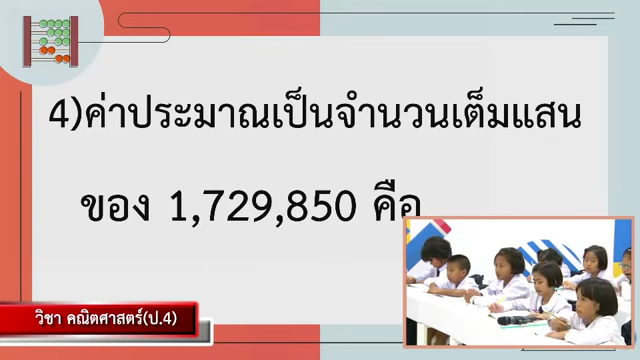 4)ค่าประมาณเป็นจำนวนเต็มแสน
ของ 1,729,850 คือ
วิชา คณิตศาสตร์(ป.4)